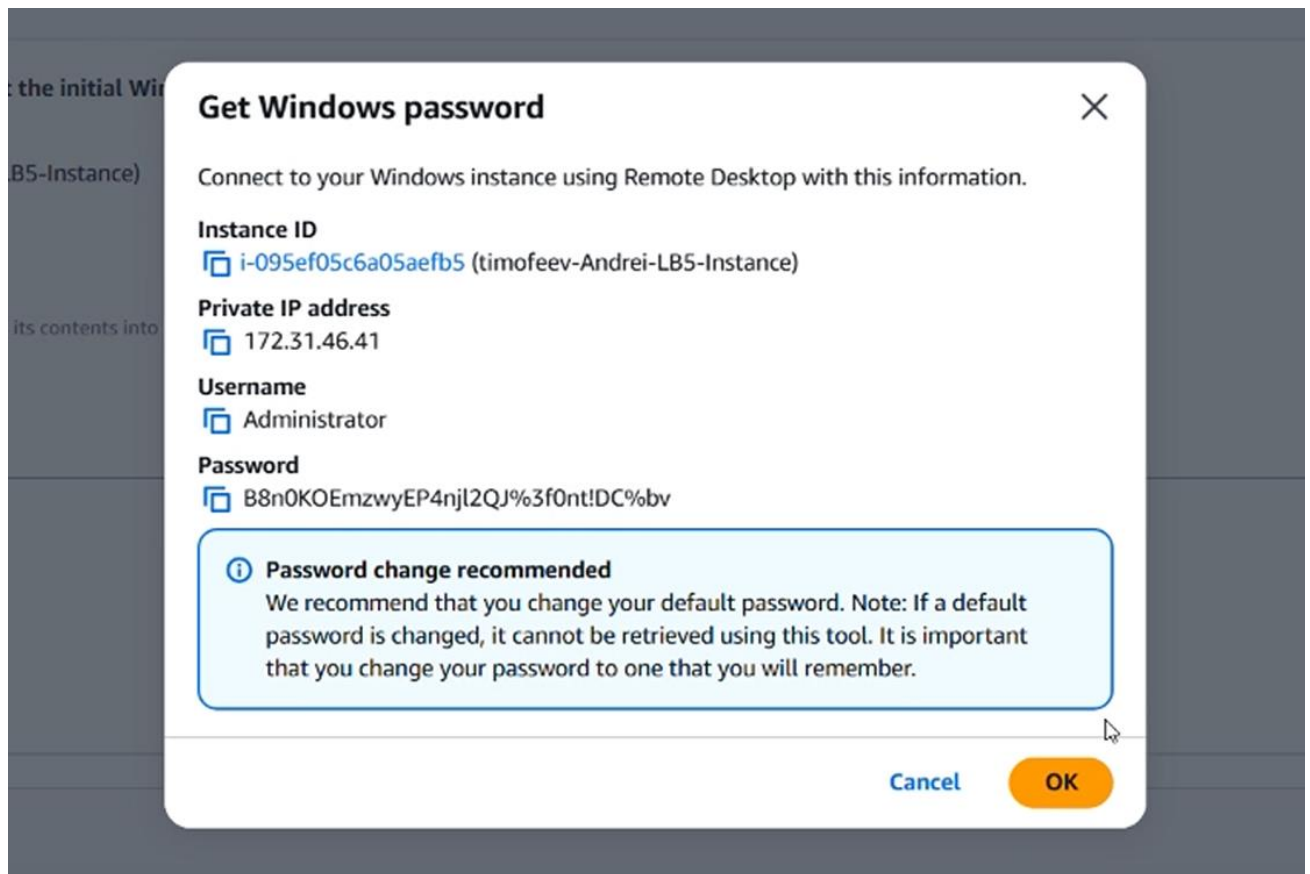 : the initial Wir
Get Windows password
Connect to your Windows instance using Remote Desktop with this information.
.B5-Instance)
Instance ID
i-095ef05c6a05aefb5 (timofeev-Andrei-LB5-Instance)
Private IP address
its contents into
172.31.46.41
Username
Administrator
Password
B8n0KOEmzwyEP4njl2QJ%3f0nt!DC%bv
Password change recommended
We recommend that you change your default password. Note: If a default
password is changed, it cannot be retrieved using this tool. It is important
that you change your password to one that you will remember.
Cancel
OK